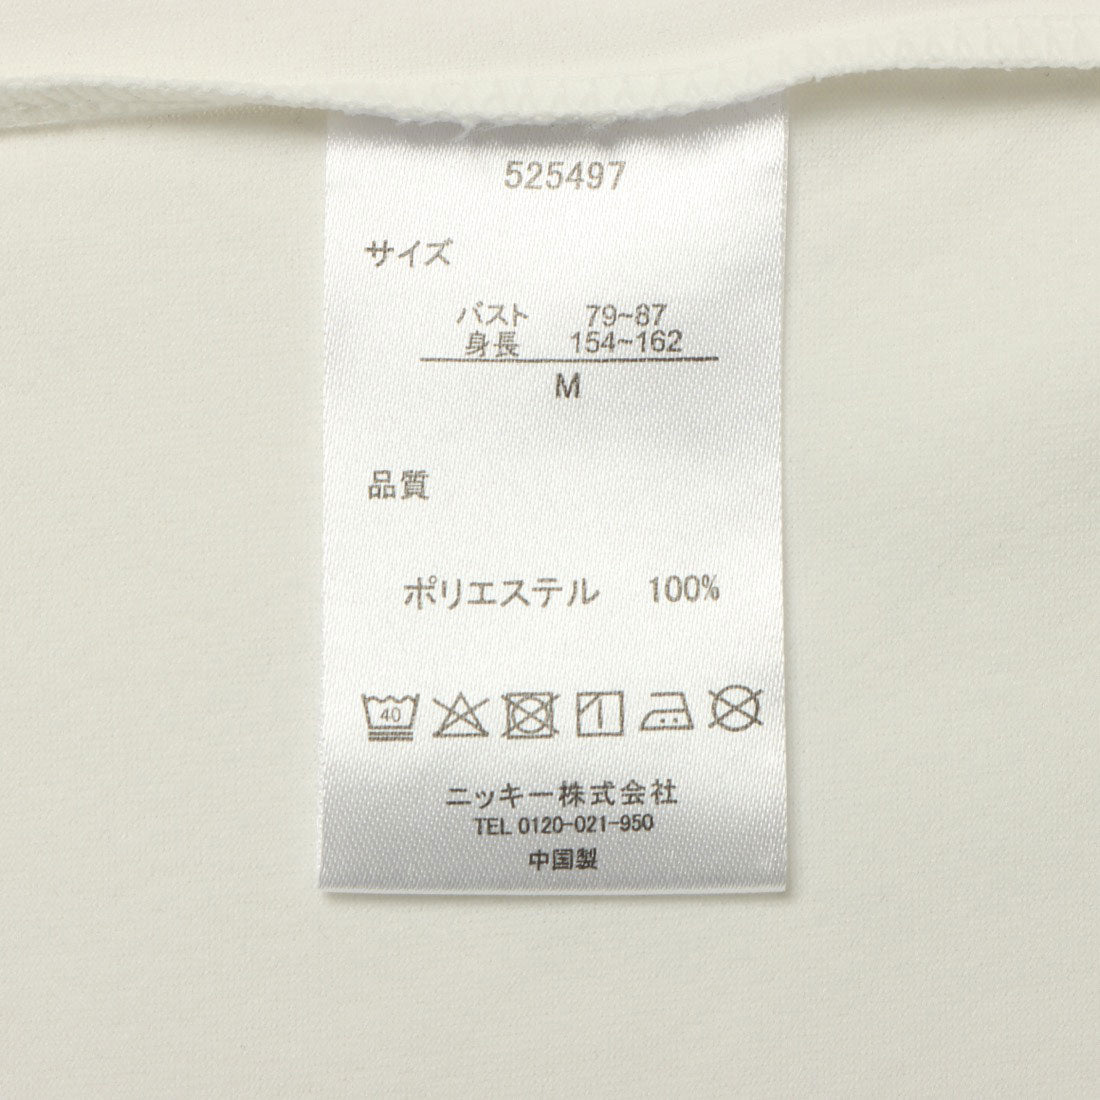 525497
サイズ
バスト 79~87
身長 154~162
M
品質
ポリエステル 100%
40
ニッキー株式会社
TEL 0120-021-950
中国製